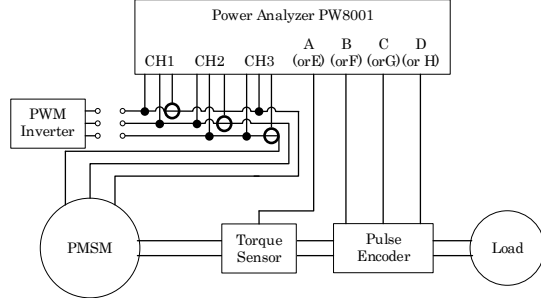 Power Analyzer PW8001
A B C D
CH1 CH2 CH3 (orE) (orF) (orG) (or H)
PWM
Inverter
PMSM
Torque
Sensor
Pulse
Encoder
Load